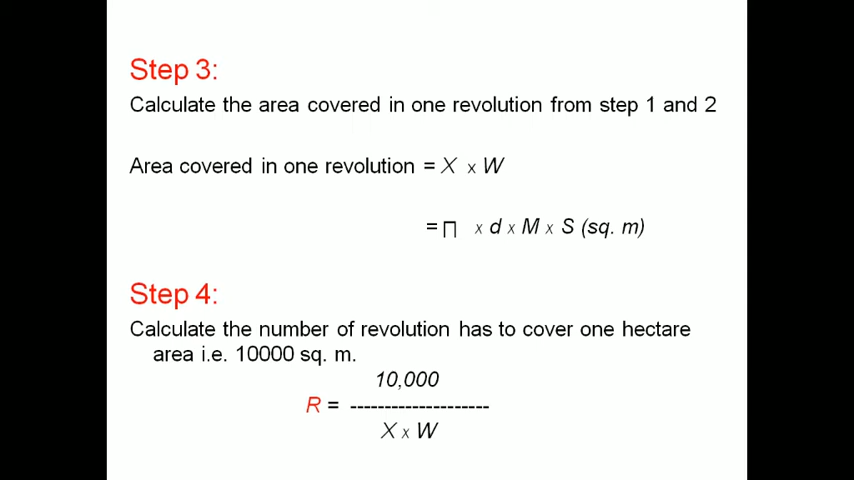 Step 3:
Calculate the area covered in one revolution from step 1 and 2
Area covered in one revolution = X x W
= ∏ x d x M x S (sq. m)
Step 4:
Calculate the number of revolution has to cover one hectare
area i.e. 10000 sq. m.
10,000
R = --------------------
X x W